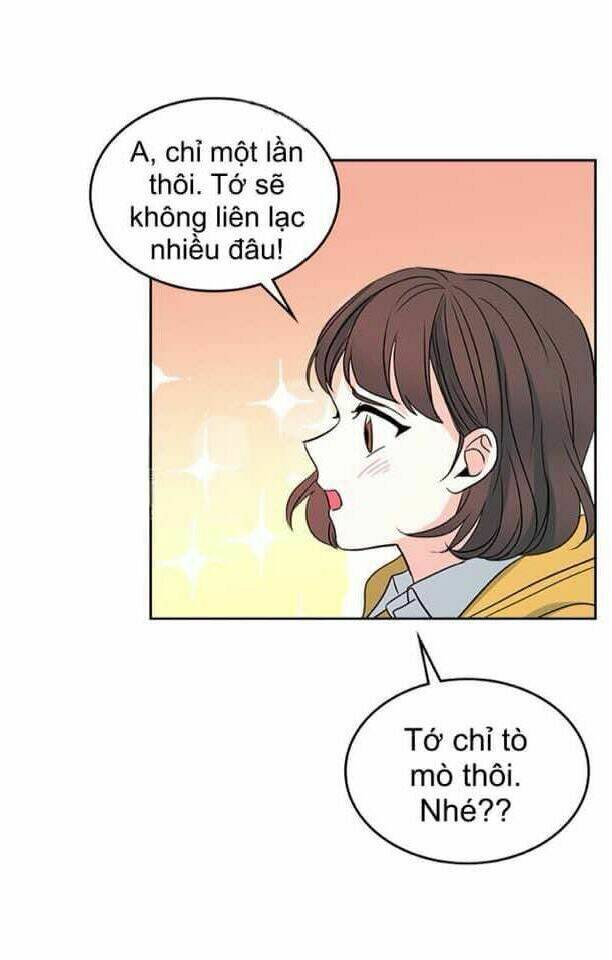 A, chỉ một lần
thôi. Tớ sẽ
không liên lạc
nhiều đâu!
Tớ chỉ tò
mò thôi.
Nhé??